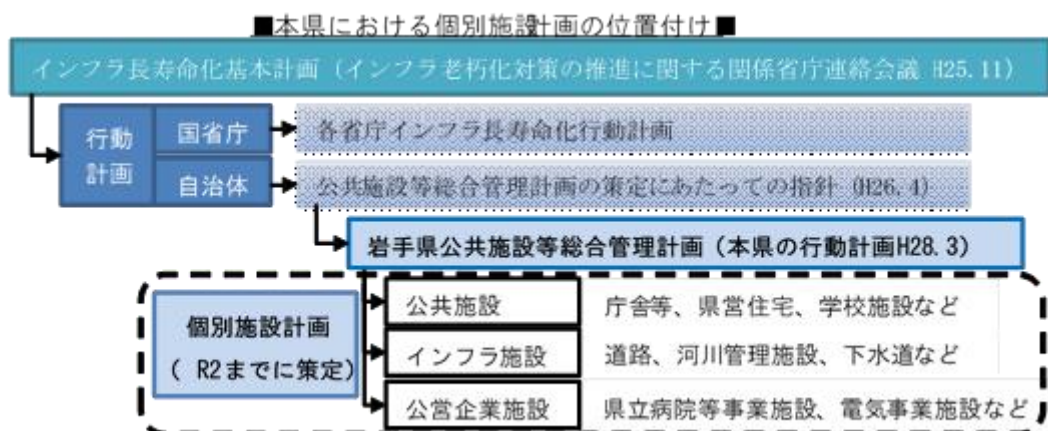 ■本県における個別施設計画の位置付け■
インフラ長寿命化基本計画（インフラ老朽化対策の推進に関する関係省庁連絡会議 H25.11）
行動計画
国省庁
各省庁インフラ長寿命化行動計画
自治体
公共施設等総合管理計画の策定にあたっての指針（H26.4）
岩手県公共施設等総合管理計画（本県の行動計画H28.3）
個別施設計画
（ R2までに策定）
公共施設
庁舎等、県営住宅、学校施設など
インフラ施設
道路、河川管理施設、下水道など
公営企業施設
県立病院等事業施設、電気事業施設など